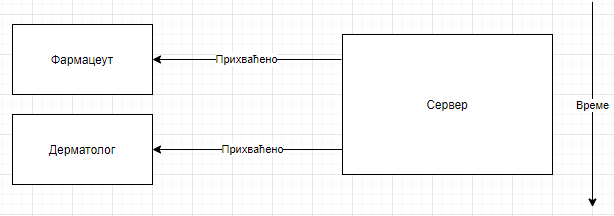 Фармацеут
Прихваћено
Сервер
Време
Дерматолог
Прихваћено